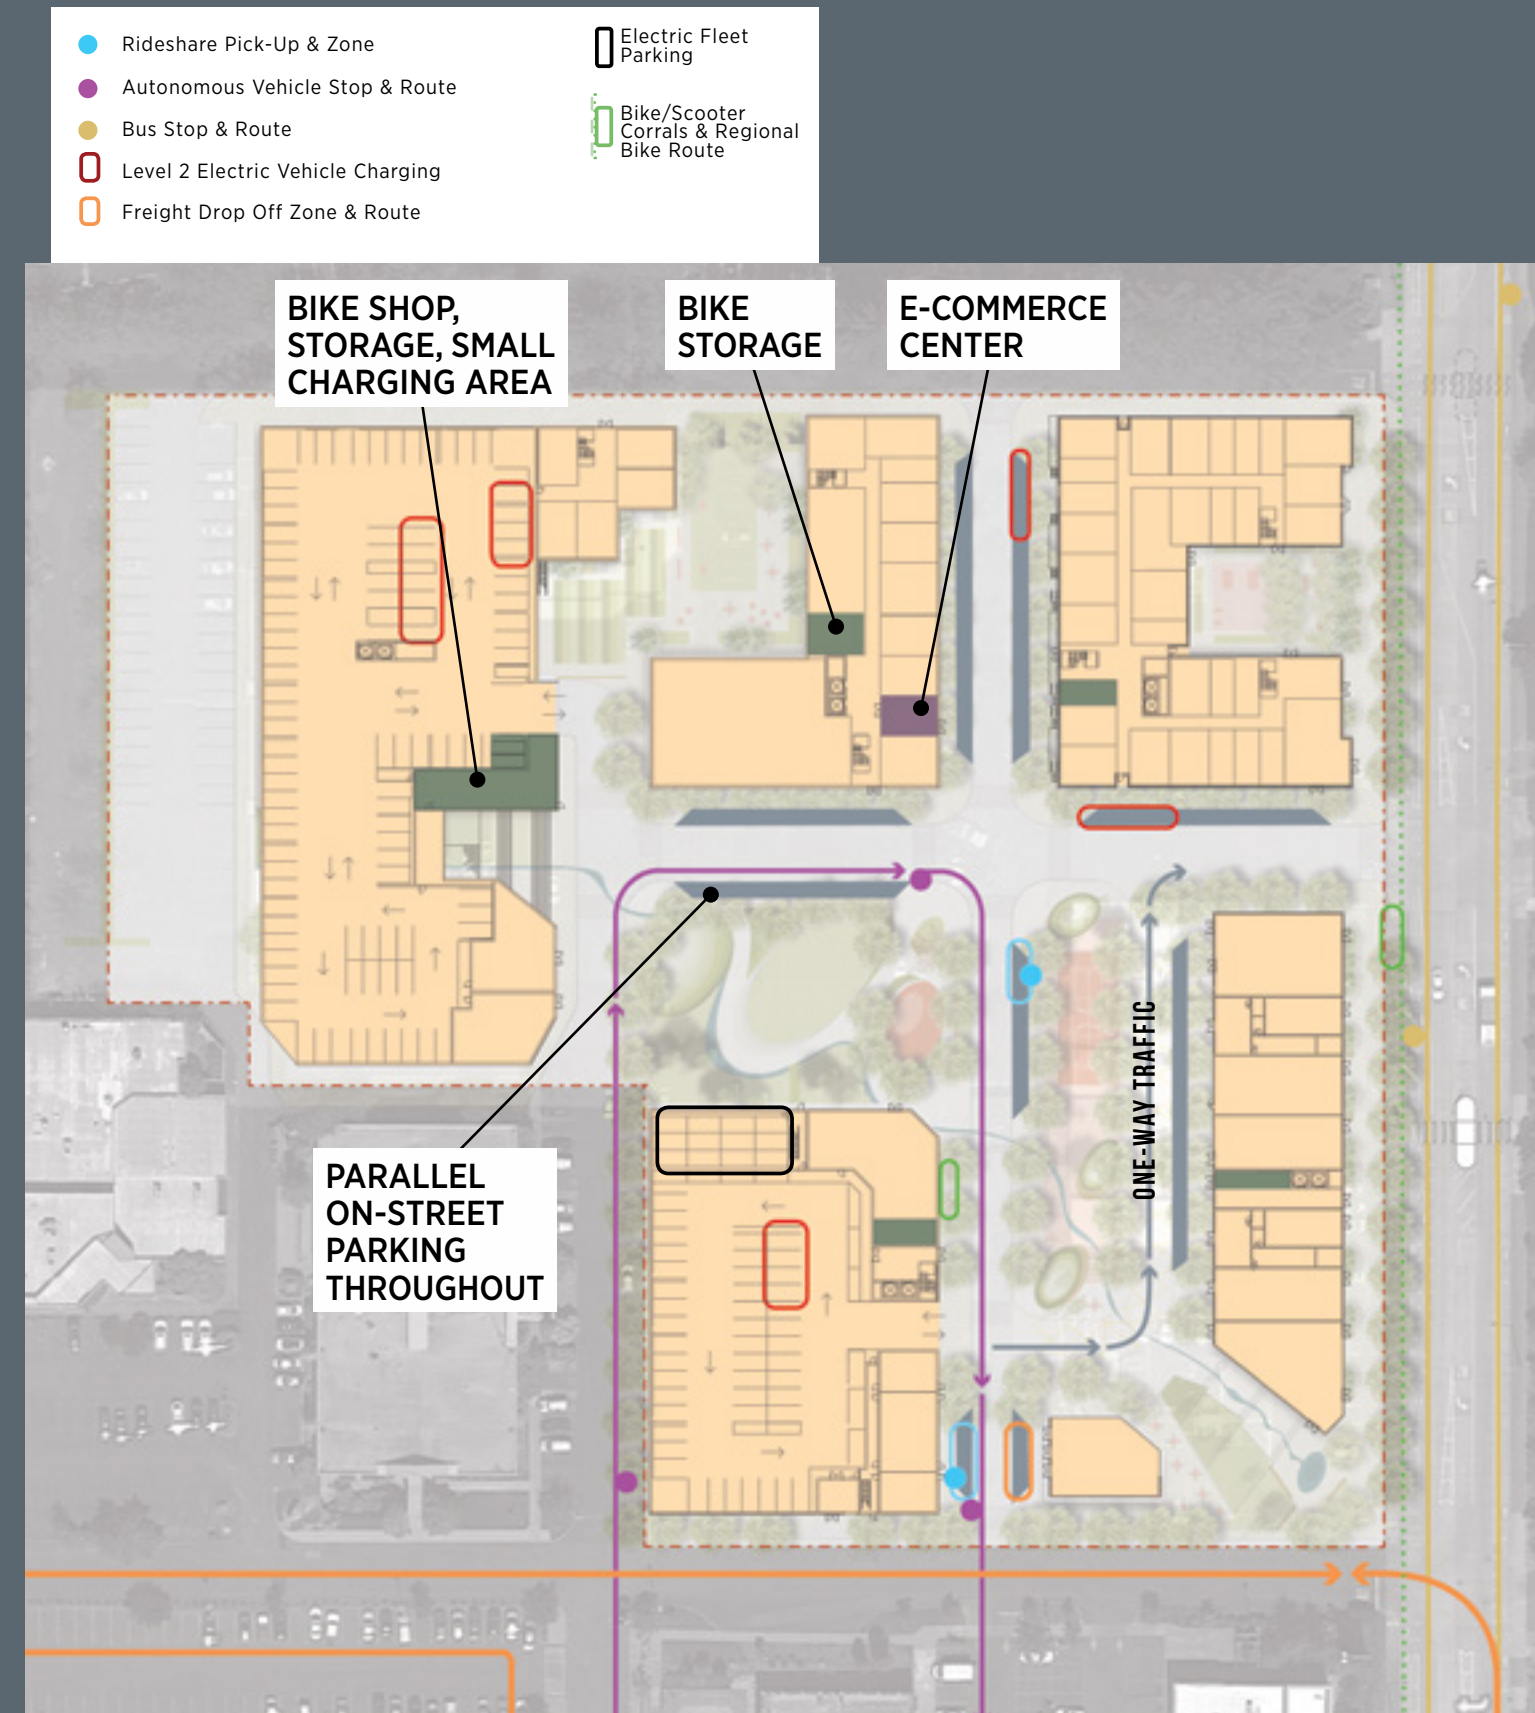 Rideshare Pick-Up & Zone
Autonomous Vehicle Stop & Route
Bus Stop & Route
Level 2 Electric Vehicle Charging
Freight Drop Off Zone & Route
Electric Fleet
Parking
Bike/Scooter
Corrals & Regional
Bike Route
BIKE SHOP,
STORAGE, SMALL
CHARGING AREA
BIKE
STORAGE
E-COMMERCE
CENTER
ONE-WAY TRAFFIC
PARALLEL
ON-STREET
PARKING
THROUGHOUT